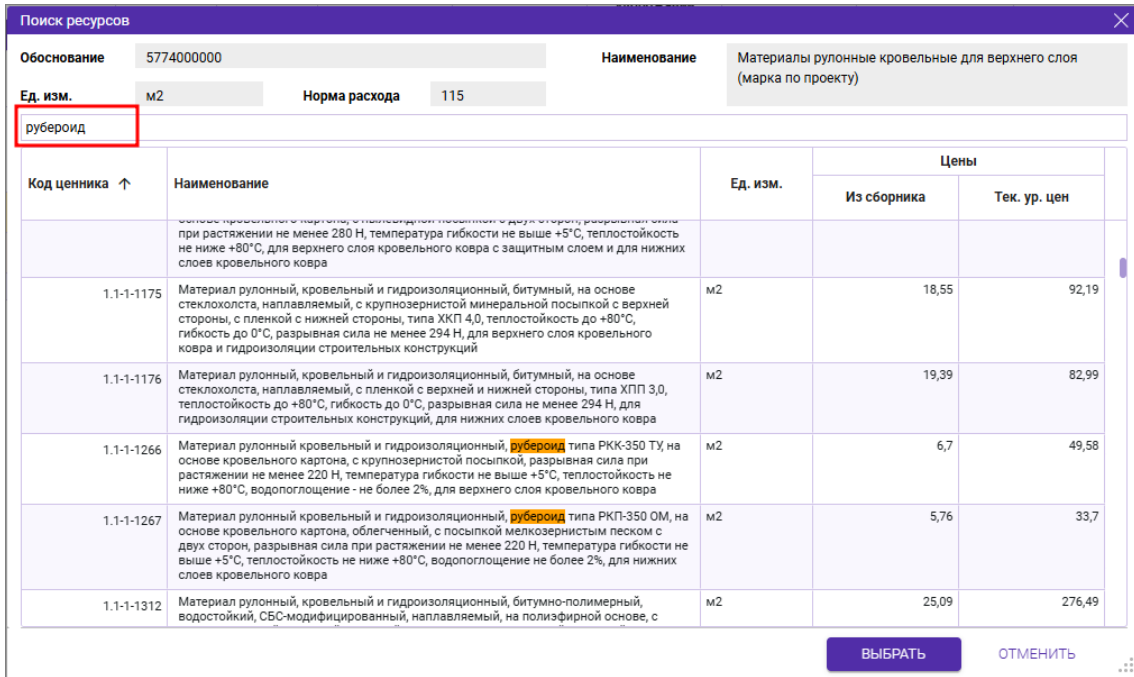 Поиск ресурсов
Обоснование 5774000000 Наименование Материалы рулонные кровельные для верхнего слоя
(марка по проекту)
Ед. изм. м2 Норма расхода 115
рубероид
Цены
Код ценника Наименование Ед. изм. Из сборника Тек. ур. цен
при растяжении не менее 280 Н, температура гибкости не выше +5°С, теплостойкость
не ниже +80°С, для верхнего слоя кровельного ковра с защитным слоем и для нижних
слоев кровельного ковра
1.1-1-1175 Материал рулонный, кровельный и гидроизоляционный, битумный, на основе м2 18,55 92,19
стеклохолста, наплавляемый, с крупнозернистой минеральной посыпкой с верхней
стороны, с пленкой с нижней стороны, типа ХКП 4,0, теплостойкость до +80°С,
гибкость до 0°С, разрывная сила не менее 294 Н, для верхнего слоя кровельного
ковра и гидроизоляции строительных конструкций
1.1-1-1176 Материал рулонный, кровельный и гидроизоляционный, битумный, на основе м2 19,39 82,99
стеклохолста, наплавляемый, с пленкой с верхней и нижней стороны, типа ХПП 3,0,
теплостойкость до +80°С, гибкость до 0°С, разрывная сила не менее 294 Н, для
гидроизоляции строительных конструкций, для нижних слоев кровельного ковра
1.1-1-1266 Материал рулонный кровельный и гидроизоляционный, рубероид типа РКК-350 ТУ, на м2 6,7 49,58
основе кровельного картона, с крупнозернистой посыпкой, разрывная сила при
растяжении не менее 220 Н, температура гибкости не выше +5°С, теплостойкость не
ниже +80°С, водопоглощение - не более 2%, для верхнего слоя кровельного ковра
1.1-1-1267 Материал рулонный кровельный и гидроизоляционный, рубероид типа РКП-350 ОМ, на м2 5,76 33,7
основе кровельного картона, облегченный, с посыпкой мелкозернистым песком с
двух сторон, разрывная сила при растяжении не менее 220 Н, температура гибкости не
выше +5°С, теплостойкость не ниже +80°С, водопоглощение не более 2%, для нижних
слоев кровельного ковра
1.1-1-1312 Материал рулонный, кровельный и гидроизоляционный, битумно-полимерный, м2 25,09 276,49
водостойкий, СБС-модифицированный, наплавляемый, на полиэфирной основе, с
ВЫБРАТЬ ОТМЕНИТЬ